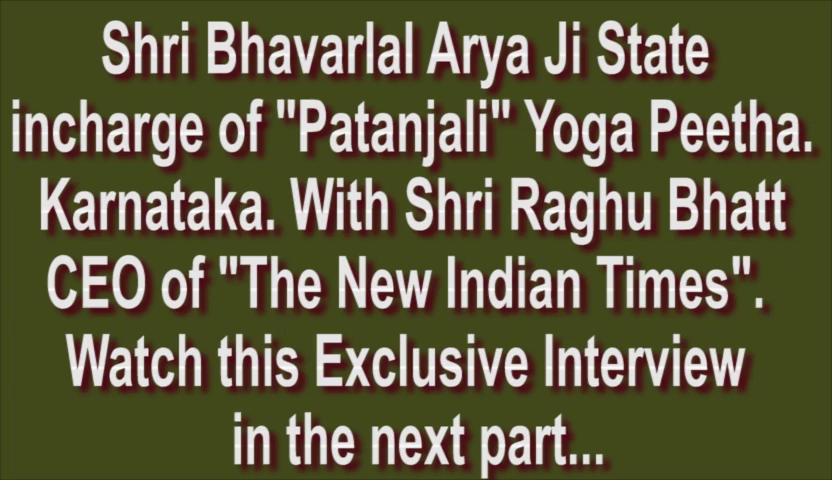 Shri Bhavarlal Arya Ji State
incharge of "Patanjali" Yoga Peetha.
Karnataka. With Shri Raghu Bhatt
CEO of "The New Indian Times".
Watch this Exclusive Interview
in the next part...